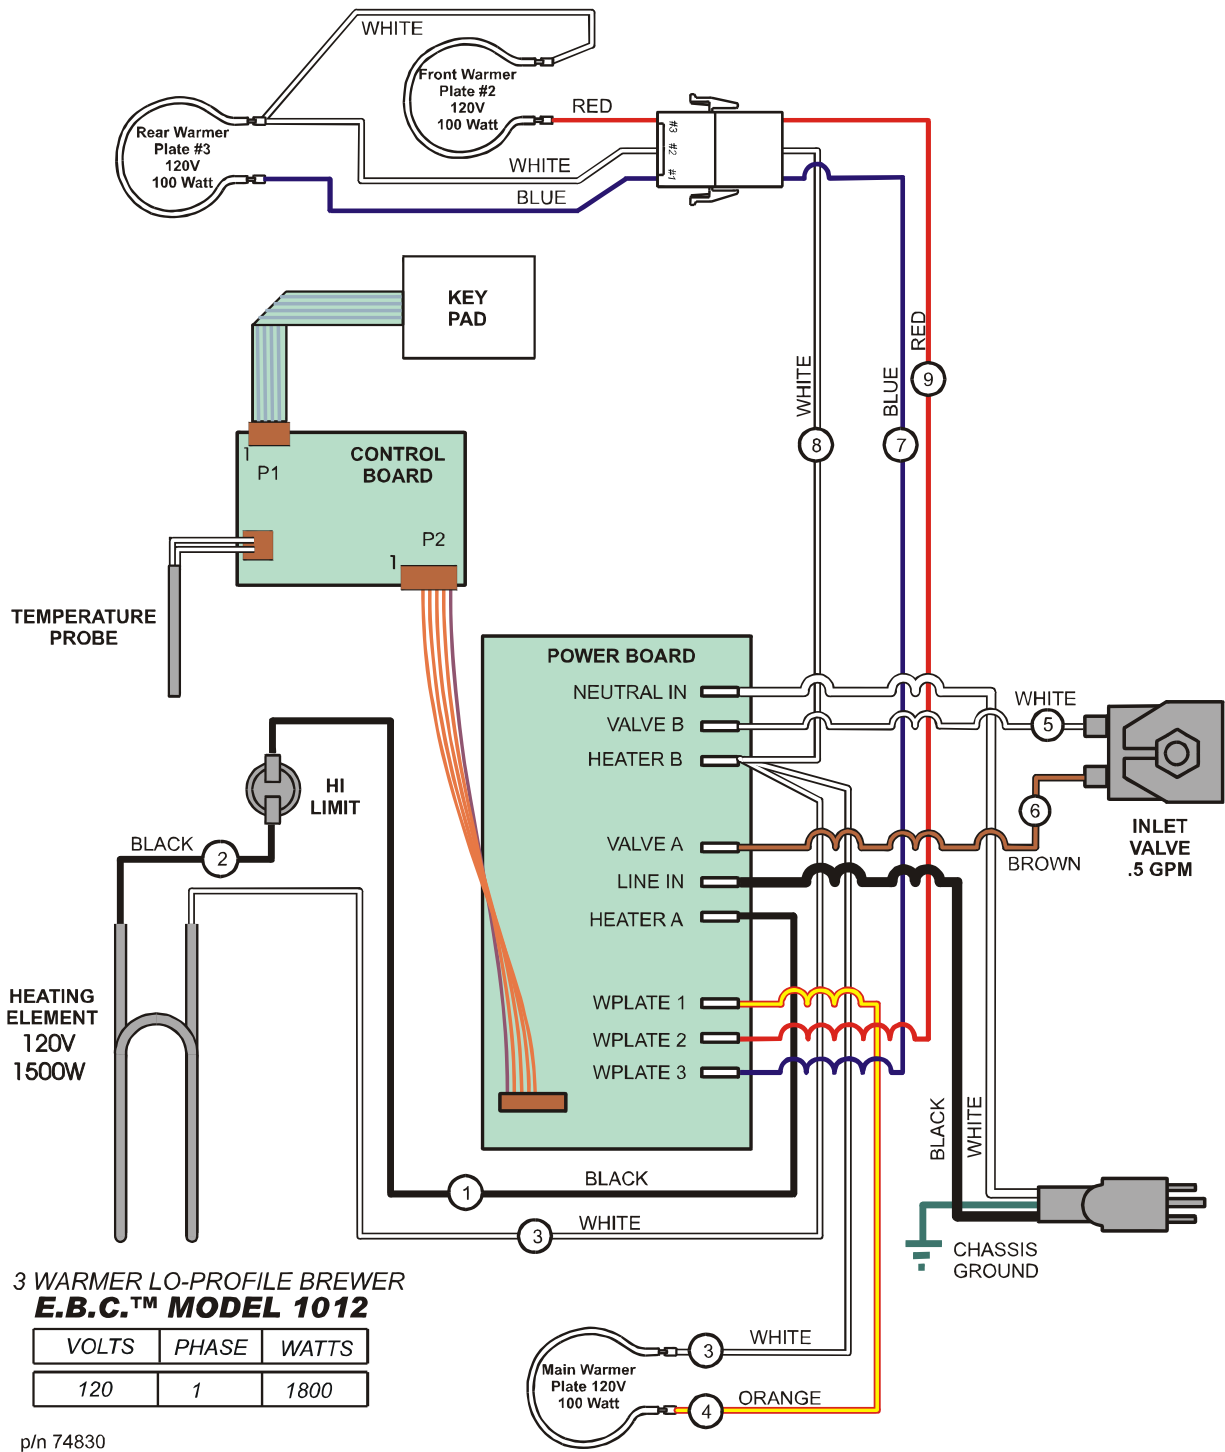 WHITE
Front Warmer
Plate #2
120V
100 Watt
RED
Rear Warmer
Plate #3
120V
100 Watt
#3
#2
#1
WHITE
BLUE
KEY
PAD
RED
9
WHITE
BLUE
8
7
1
P1
CONTROL
BOARD
P2
1
TEMPERATURE
PROBE
POWER BOARD
NEUTRAL IN
VALVE B
HEATER B
VALVE A
LINE IN
HEATER A
WPLATE 1
WPLATE 2
WPLATE 3
WHITE
5
6
BROWN
INLET
VALVE
.5 GPM
HI
LIMIT
BLACK
2
HEATING
ELEMENT
120V
1500W
BLACK
WHITE
1
BLACK
3
WHITE
CHASSIS
GROUND
3 WARMER LO-PROFILE BREWER
E.B.C.™ MODEL 1012
VOLTS PHASE WATTS
120 1 1800
p/n 74830
Main Warmer
Plate 120V
100 Watt
3
WHITE
4
ORANGE